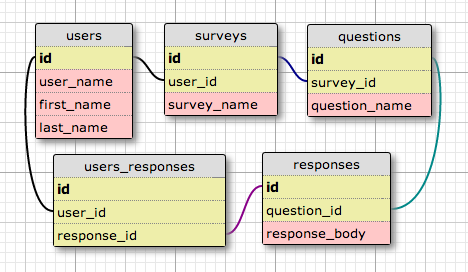 users
id
user_name
first_name
last_name
surveys
id
user_id
survey_name
questions
id
survey_id
question_name
users_responses
id
user_id
response_id
responses
id
question_id
response_body